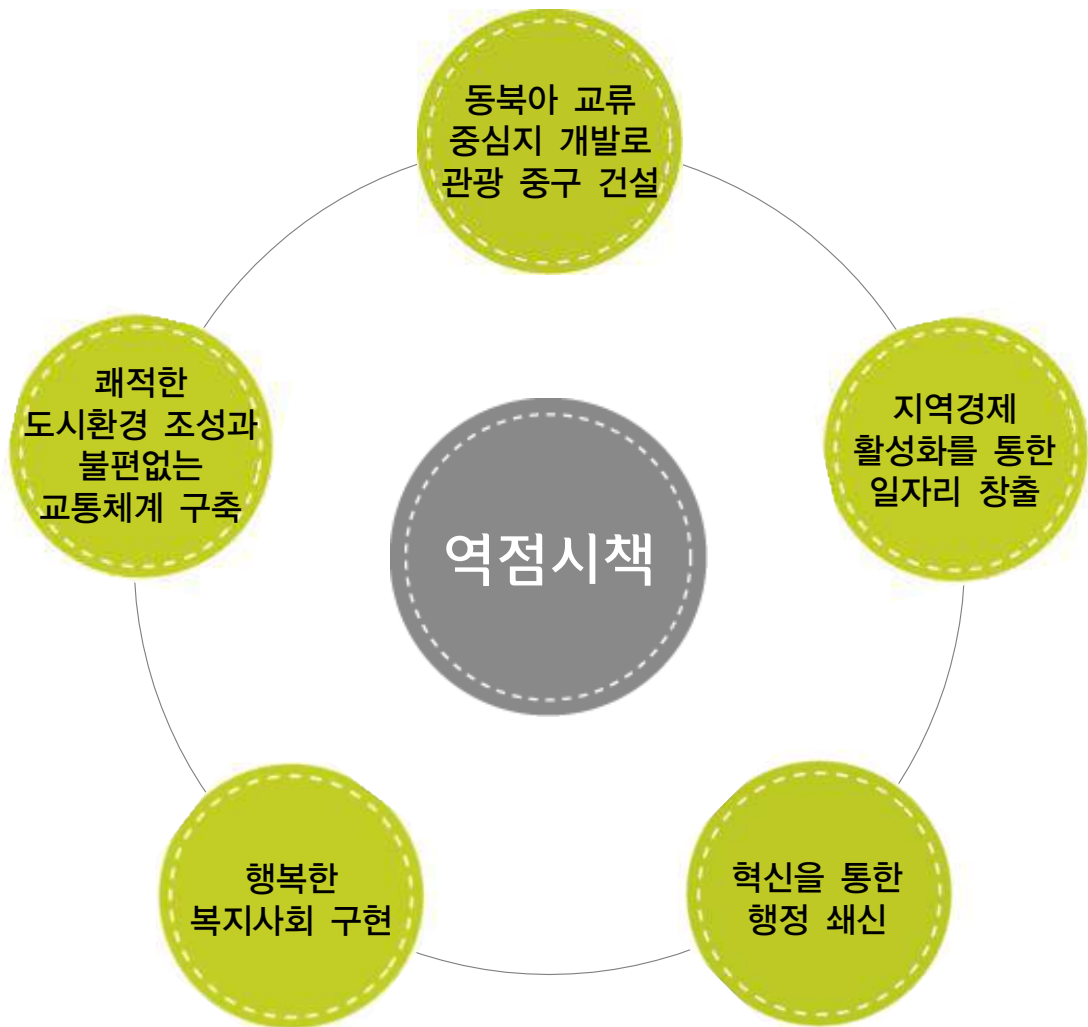 동북아 교류
중심지 개발로
관광 중구 건설
쾌적한
도시환경 조성과
불편없는
교통체계 구축
지역경제
활성화를 통한
일자리 창출
역점시책
행복한
복지사회 구현
혁신을 통한
행정 쇄신